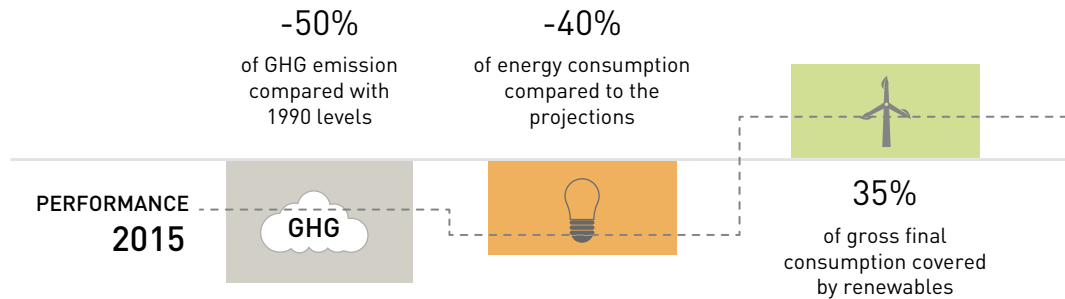 -50%
of GHG emission
compared with
1990 levels
-40%
of energy consumption
compared to the
projections
PERFORMANCE
2015
GHG
35%
of gross final
consumption covered
by renewables